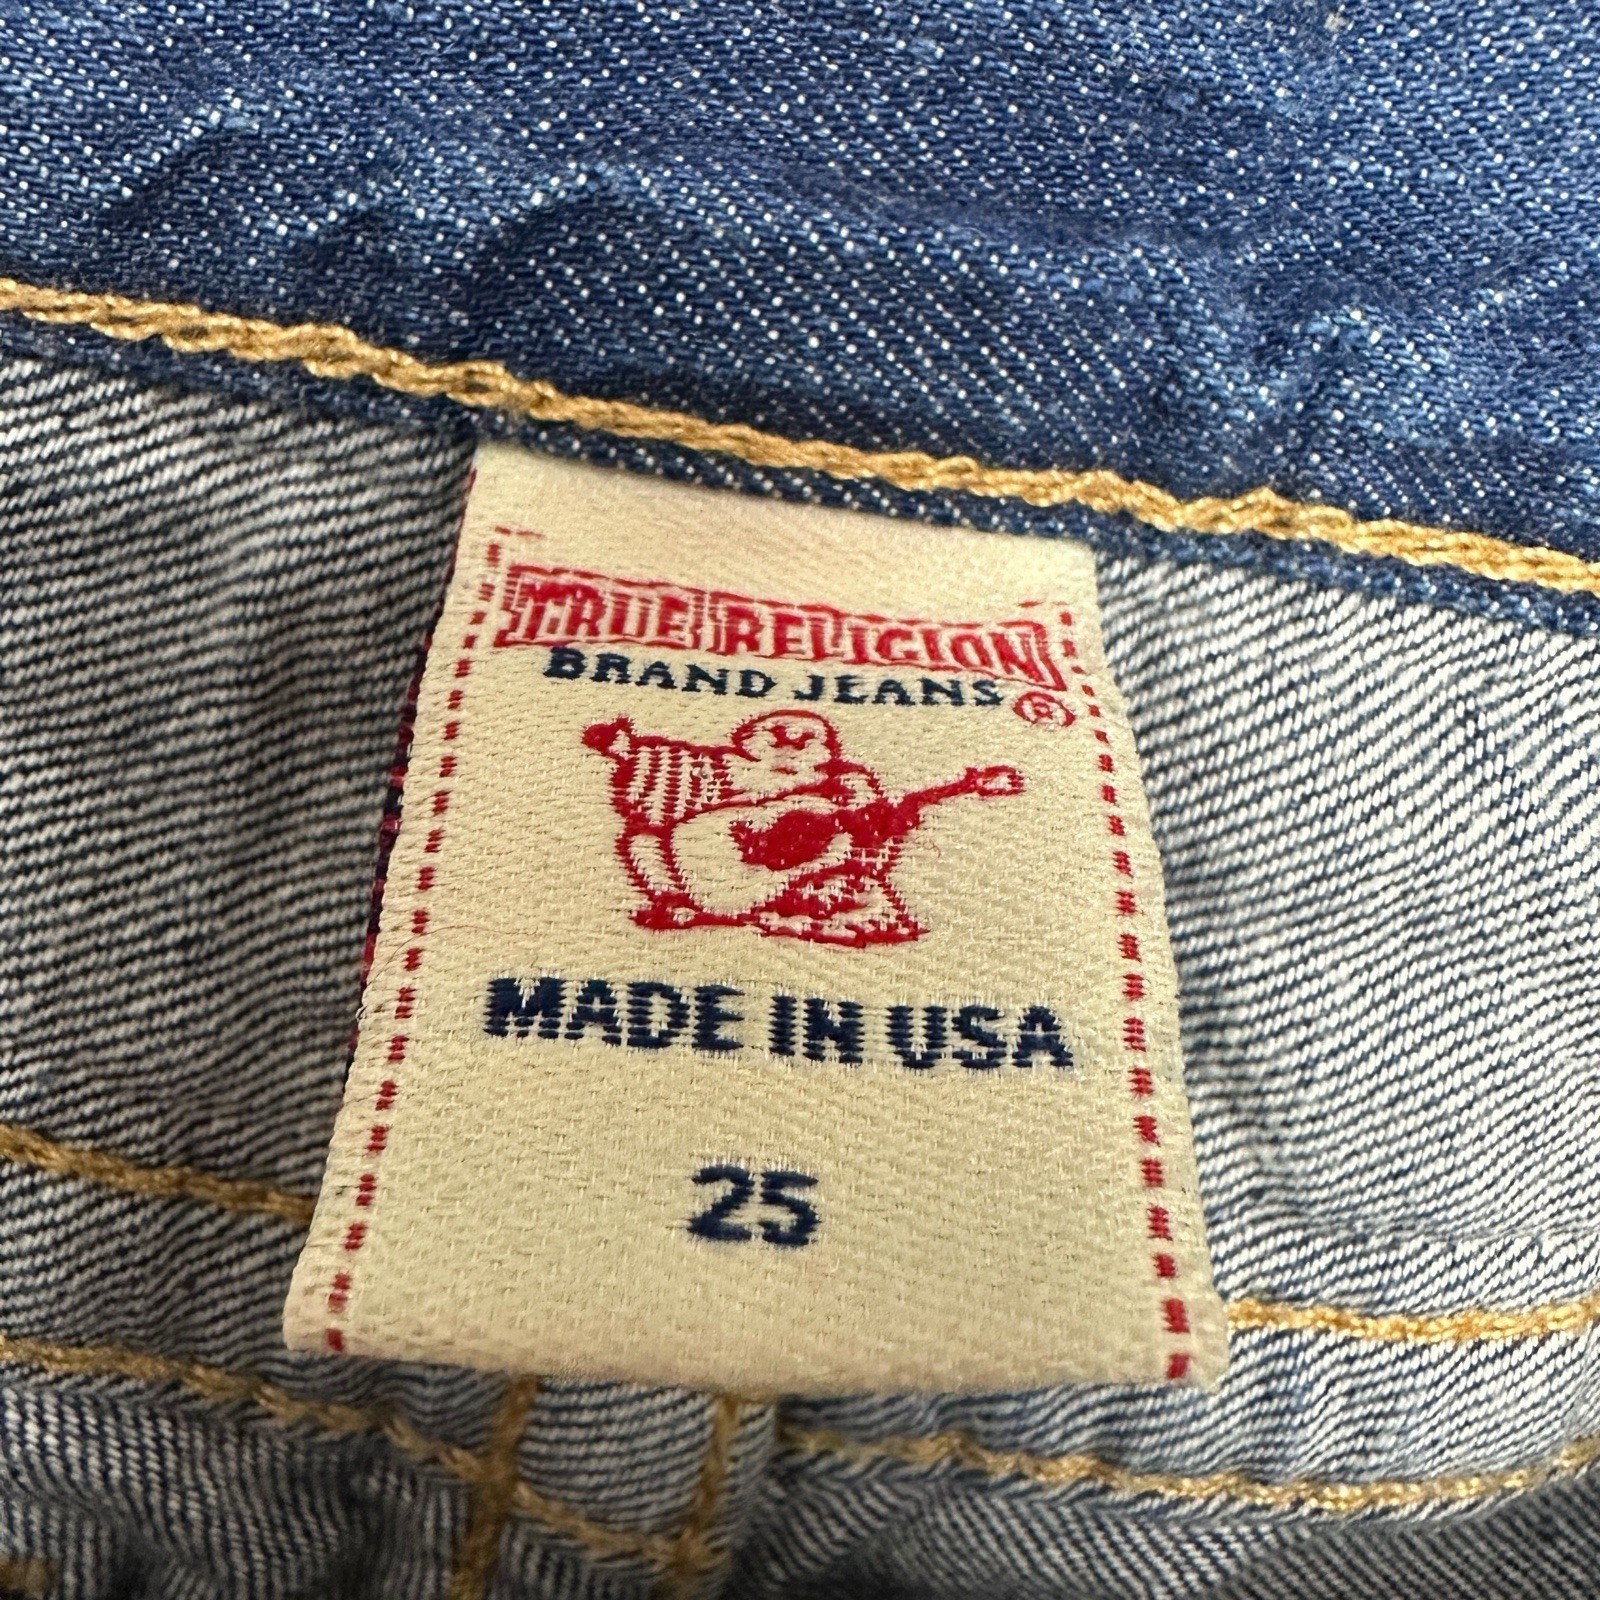 TRUE RELIGION
BRAND JEANS ®
MADE IN USA
25